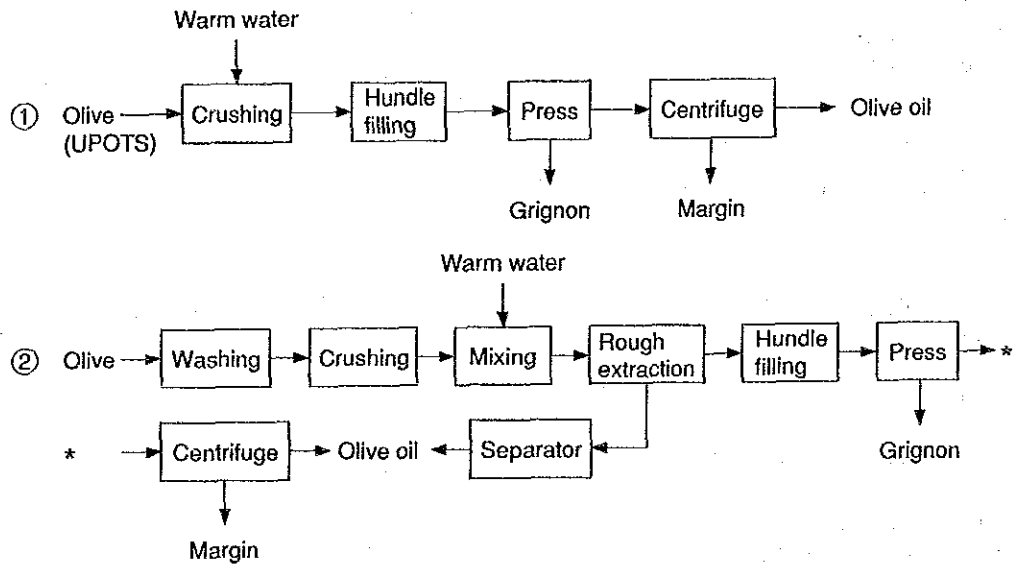 Warm water
① Olive (UPOTS) Crushing Hundle filling Press Centrifuge Olive oil
Grignon Margin
Warm water
② Olive Washing Crushing Mixing Rough extraction Hundle filling Press *
* Centrifuge Olive oil Separator Grignon
Margin